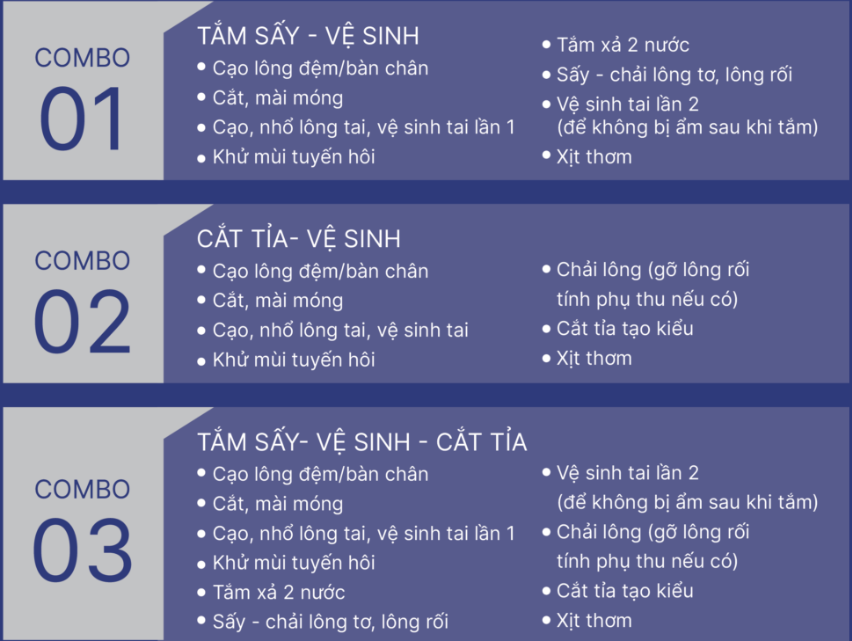 COMBO
01
TẮM SẤY - VỆ SINH
• Cạo lông đệm/bàn chân
• Cắt, mài móng
• Cạo, nhổ lông tai, vệ sinh tai lần 1
• Khử mùi tuyến hôi
• Tắm xả 2 nước
• Sấy - chải lông tơ, lông rối
• Vệ sinh tai lần 2
(để không bị ẩm sau khi tắm)
• Xịt thơm
COMBO
02
CẮT TỈA- VỆ SINH
• Cạo lông đệm/bàn chân
• Cắt, mài móng
• Cạo, nhổ lông tai, vệ sinh tai
• Khử mùi tuyến hôi
• Chải lông (gỡ lông rối
tính phụ thu nếu có)
• Cắt tỉa tạo kiểu
• Xịt thơm
COMBO
03
TẮM SẤY- VỆ SINH - CẮT TỈA
• Cạo lông đệm/bàn chân
• Cắt, mài móng
• Cạo, nhổ lông tai, vệ sinh tai lần 1
• Khử mùi tuyến hôi
• Tắm xả 2 nước
• Sấy - chải lông tơ, lông rối
• Vệ sinh tai lần 2
(để không bị ẩm sau khi tắm)
• Chải lông (gỡ lông rối
tính phụ thu nếu có)
• Cắt tỉa tạo kiểu
• Xịt thơm